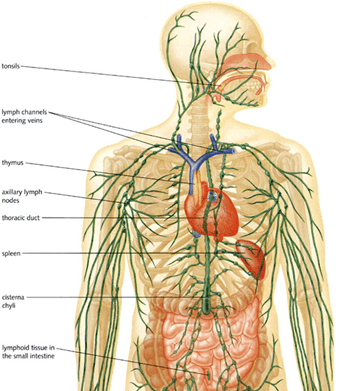 tonsils
lymph channels
entering veins
thymus
axillary lymph
nodes
thoracic duct
spleen
cisterna
chyli
lymphoid tissue in
the small intestine